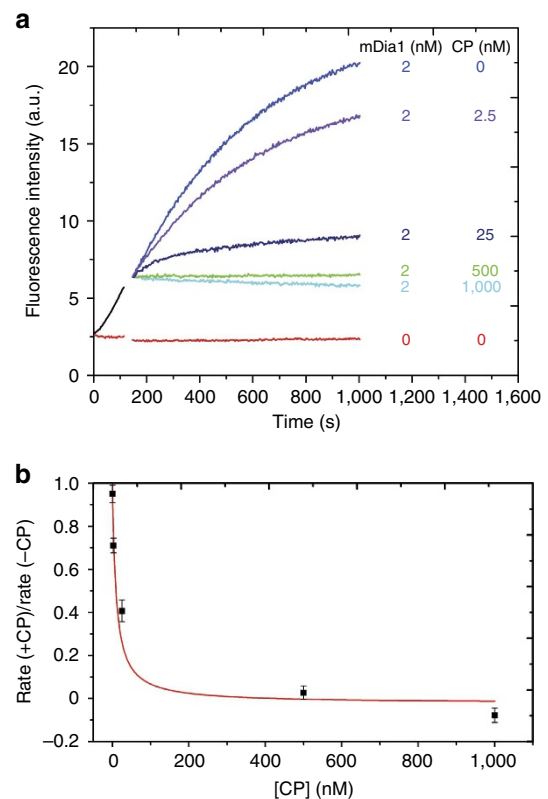 a
mDia1 (nM) CP (nM)
2 0
2 2.5
2 25
2 500
2 1,000
0 0
20
15
10
5
0
Fluorescence intensity (a.u.)
0 200 400 600 800 1,000 1,200 1,400 1,600
Time (s)
b
1.0
0.8
0.6
0.4
0.2
0
–0.2
Rate (+CP)/rate (–CP)
0 200 400 600 800 1,000
[CP] (nM)